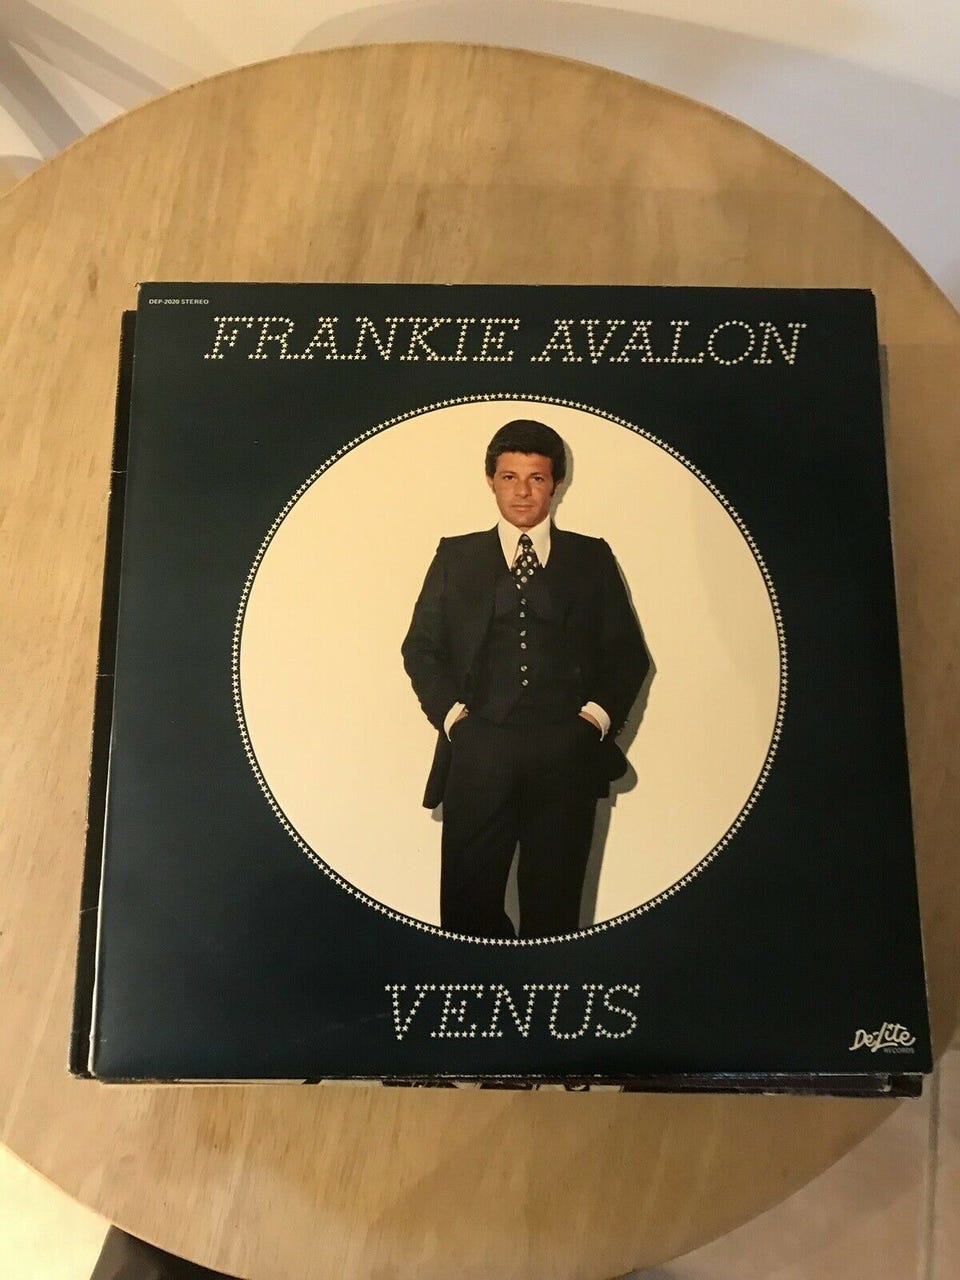 DEP-2020 STEREO
FRANKIE AVALON
VENUS
De-Lite
RECORDS